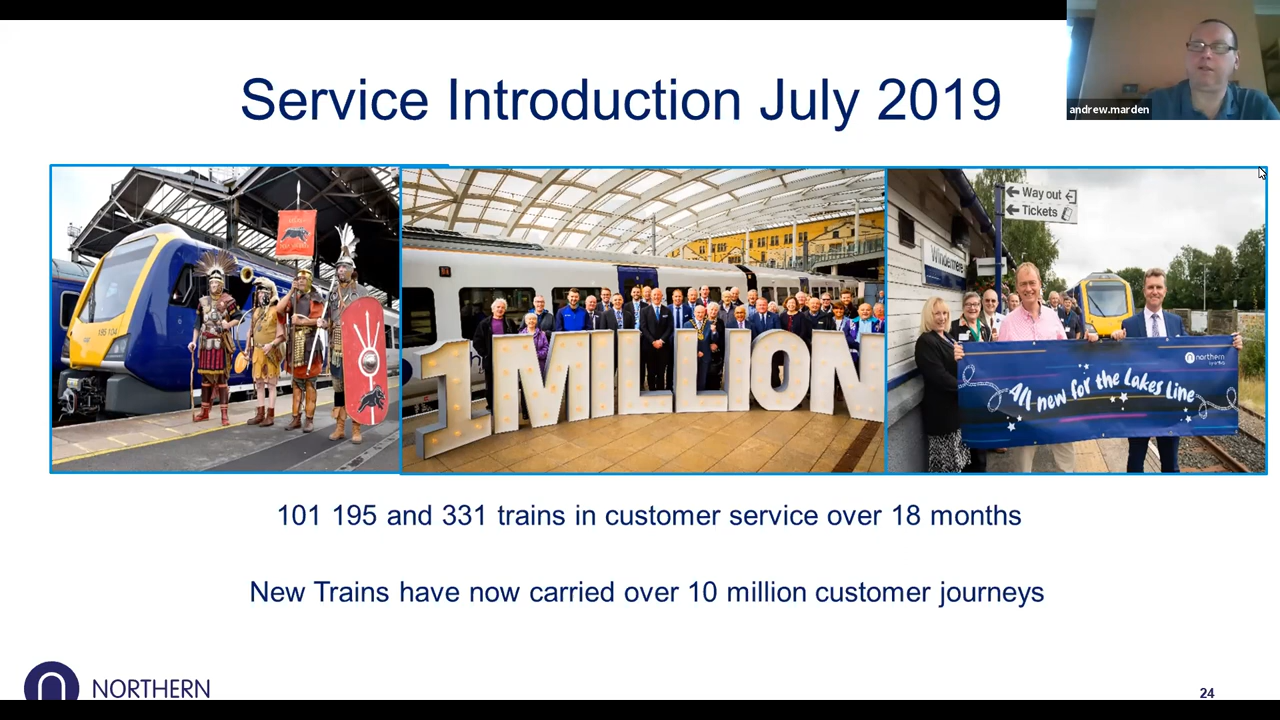 Service Introduction July 2019
andrew.marden
195 104
Way out
Tickets
1 MILLION
Windermere
northern
All new for the Lakes Line
101 195 and 331 trains in customer service over 18 months
New Trains have now carried over 10 million customer journeys
NORTHERN
24